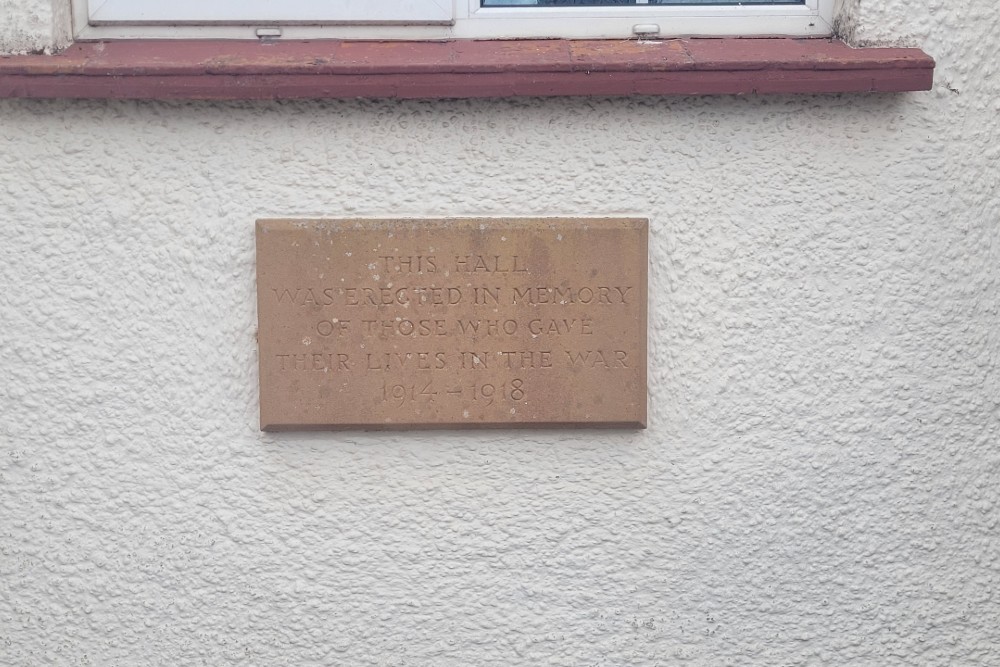 THIS HALL
WAS ERECTED IN MEMORY
OF THOSE WHO GAVE
THEIR LIVES IN THE WAR
1914-1918